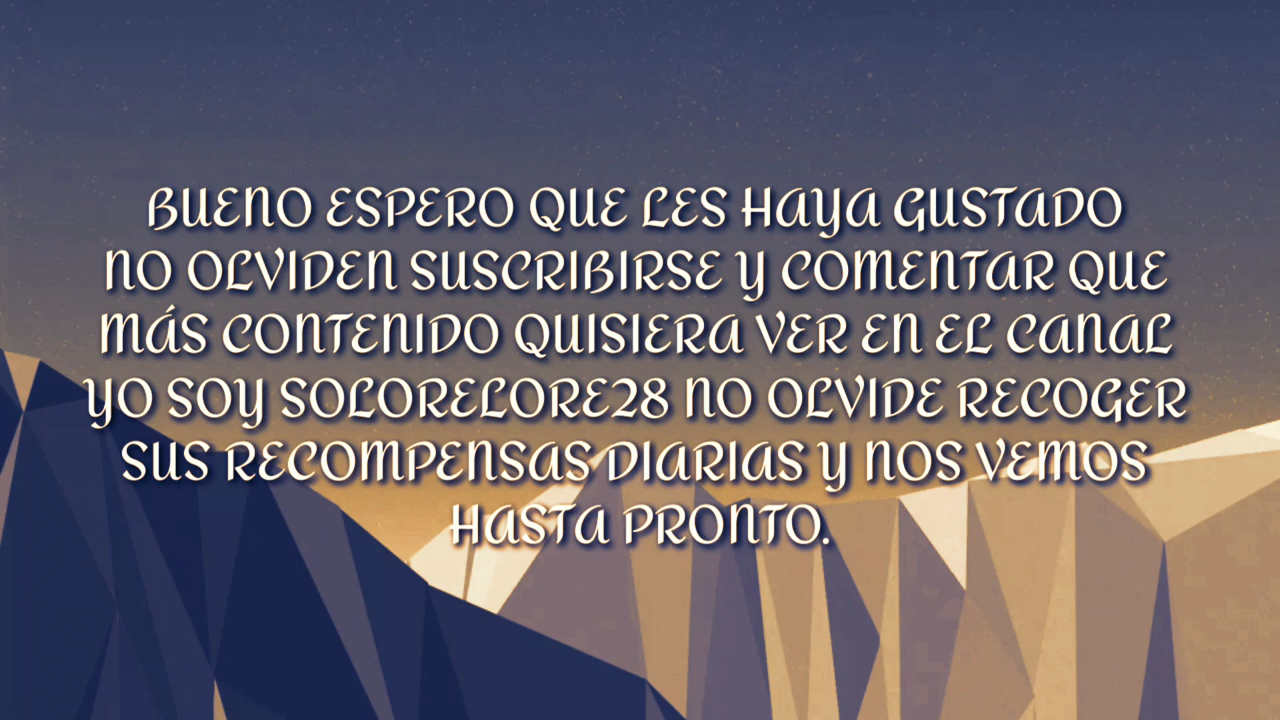 BUENO ESPERO QUE LES HAYA GUSTADO
NO OLVIDEN SUSCRIBIRSE Y COMENTAR QUE
MÁS CONTENIDO QUISIERA VER EN EL CANAL
YO SOY SOLORELORE28 NO OLVIDE RECOGER
SUS RECOMPENSAS DIARIAS Y NOS VEMOS
HASTA PRONTO.